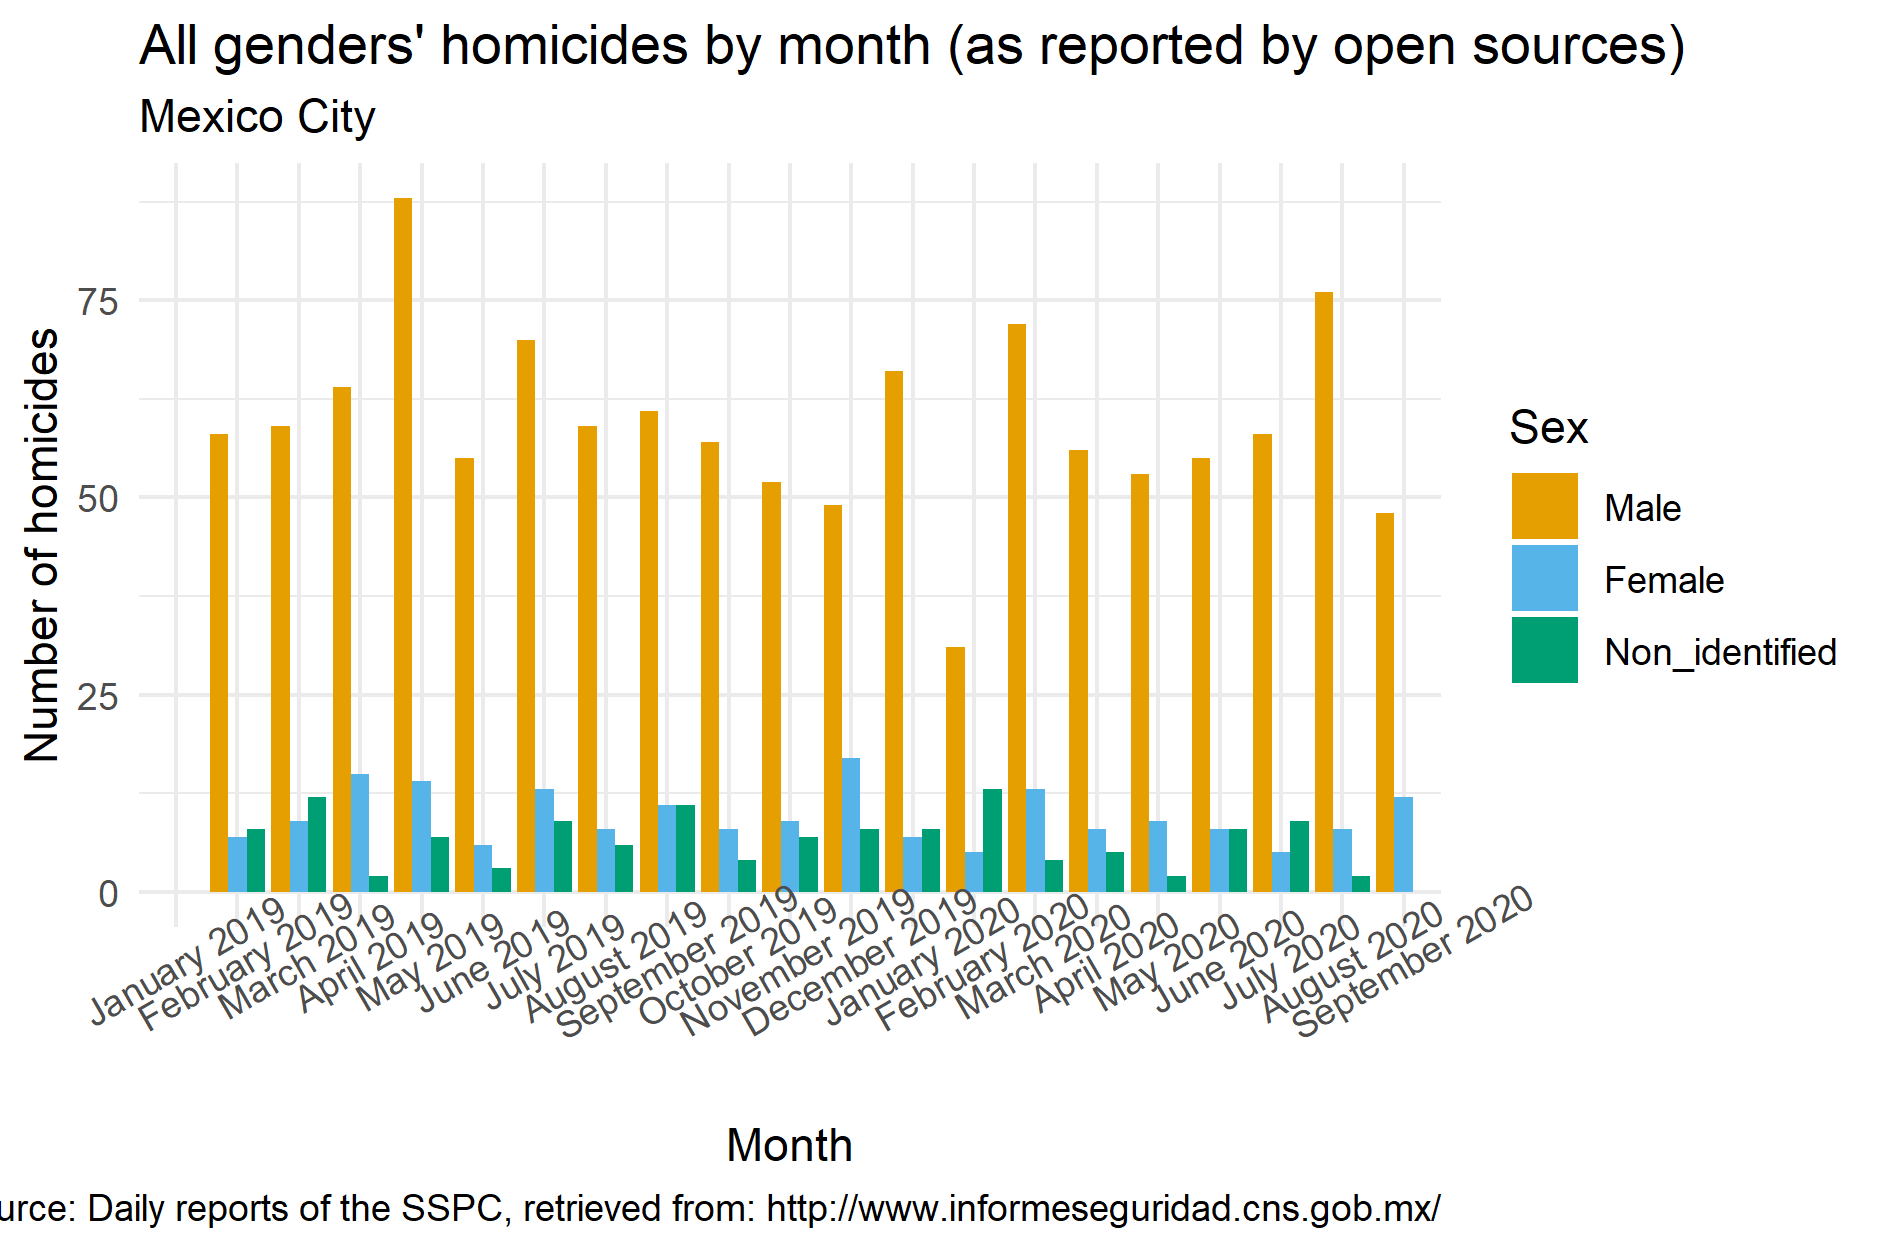 All genders' homicides by month (as reported by open sources)
Mexico City
Number of homicides
75
50
25
0
January 2019
February 2019
March 2019
April 2019
May 2019
June 2019
July 2019
August 2019
September 2019
October 2019
November 2019
December 2019
January 2020
February 2020
March 2020
April 2020
May 2020
June 2020
July 2020
August 2020
September 2020
Month
Sex
Male
Female
Non_identified
urce: Daily reports of the SSPC, retrieved from: http://www.informeseguridad.cns.gob.mx/